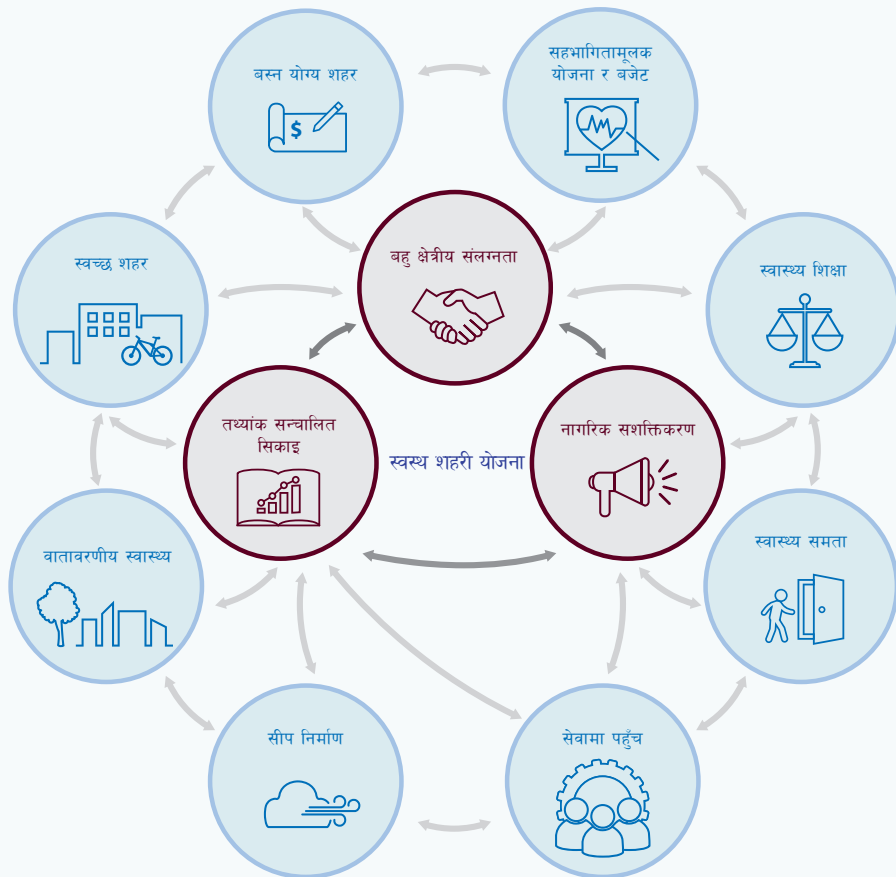 बस्न योग्य शहर
सहभागितामूलक
योजना र बजेट
$
बहु क्षेत्रीय संलग्नता
स्वच्छ शहर
स्वास्थ्य शिक्षा
तथ्यांक सन्चालित
सिकाइ
स्वस्थ शहरी योजना
नागरिक सशक्तिकरण
वातावरणीय स्वास्थ्य
स्वास्थ्य समता
सीप निर्माण
सेवामा पहुँच